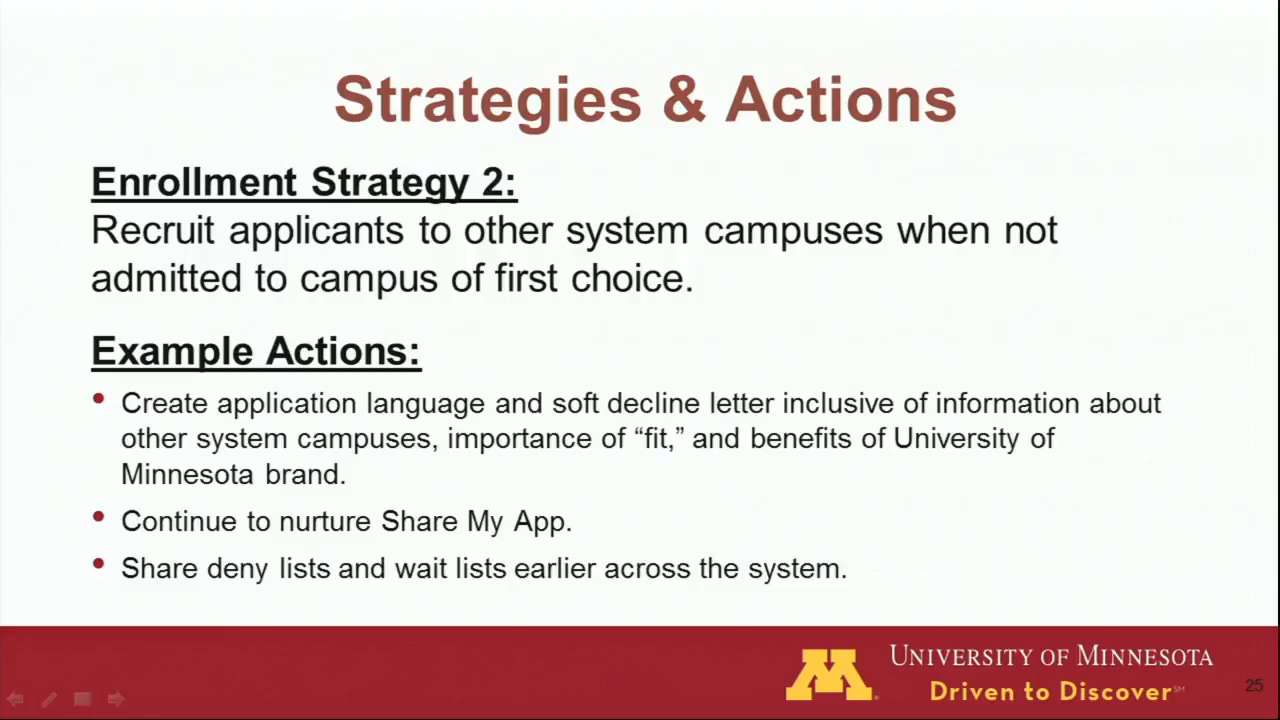 Strategies & Actions
Enrollment Strategy 2:
Recruit applicants to other system campuses when not
admitted to campus of first choice.
Example Actions:
• Create application language and soft decline letter inclusive of information about
other system campuses, importance of “fit,” and benefits of University of
Minnesota brand.
• Continue to nurture Share My App.
• Share deny lists and wait lists earlier across the system.
M
UNIVERSITY OF MINNESOTA
Driven to Discover℠
25